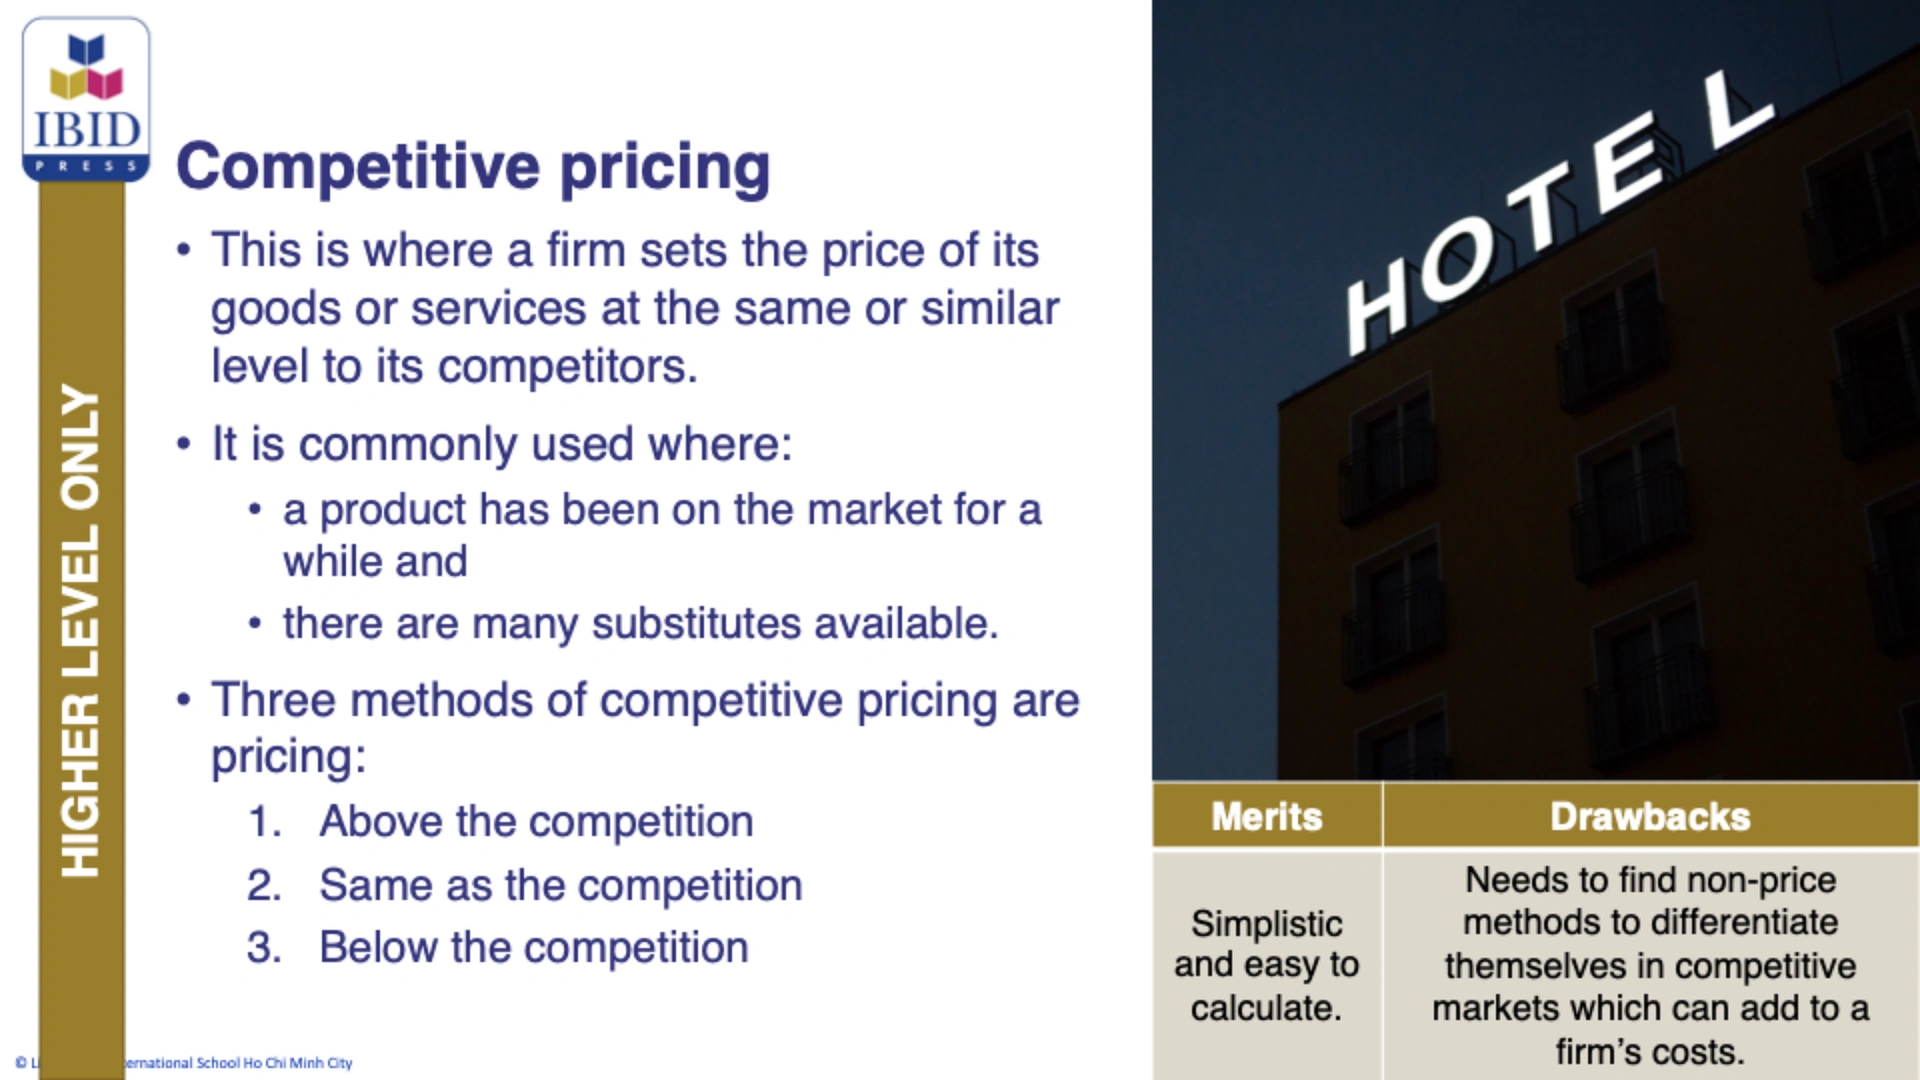 IBID
PRESS
HIGHER LEVEL ONLY
Competitive pricing
• This is where a firm sets the price of its
goods or services at the same or similar
level to its competitors.
• It is commonly used where:
• a product has been on the market for a
while and
• there are many substitutes available.
• Three methods of competitive pricing are
pricing:
1. Above the competition
2. Same as the competition
3. Below the competition
HOTEL
Merits Drawbacks
Simplistic
and easy to
calculate.
Needs to find non-price
methods to differentiate
themselves in competitive
markets which can add to a
firm's costs.
© L ernational School Ho Chi Minh City